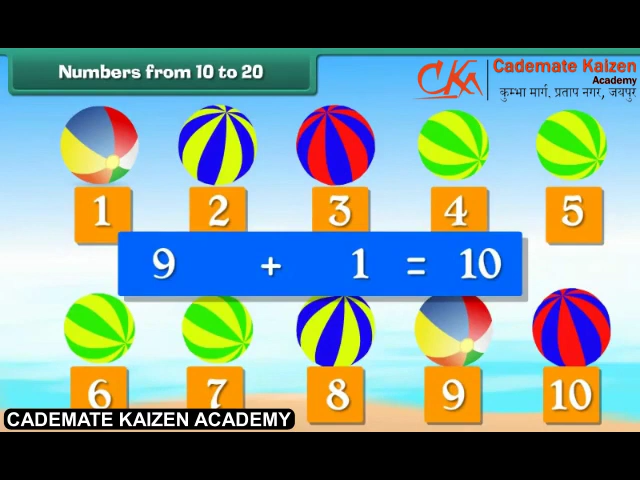 Numbers from 10 to 20
CKA
Cademate Kaizen
Academy
कुम्भा मार्ग. प्रताप नगर, जयपुर
1 2 3 4 5
9 + 1 = 10
6 7 8 9 10
CADEMATE KAIZEN ACADEMY